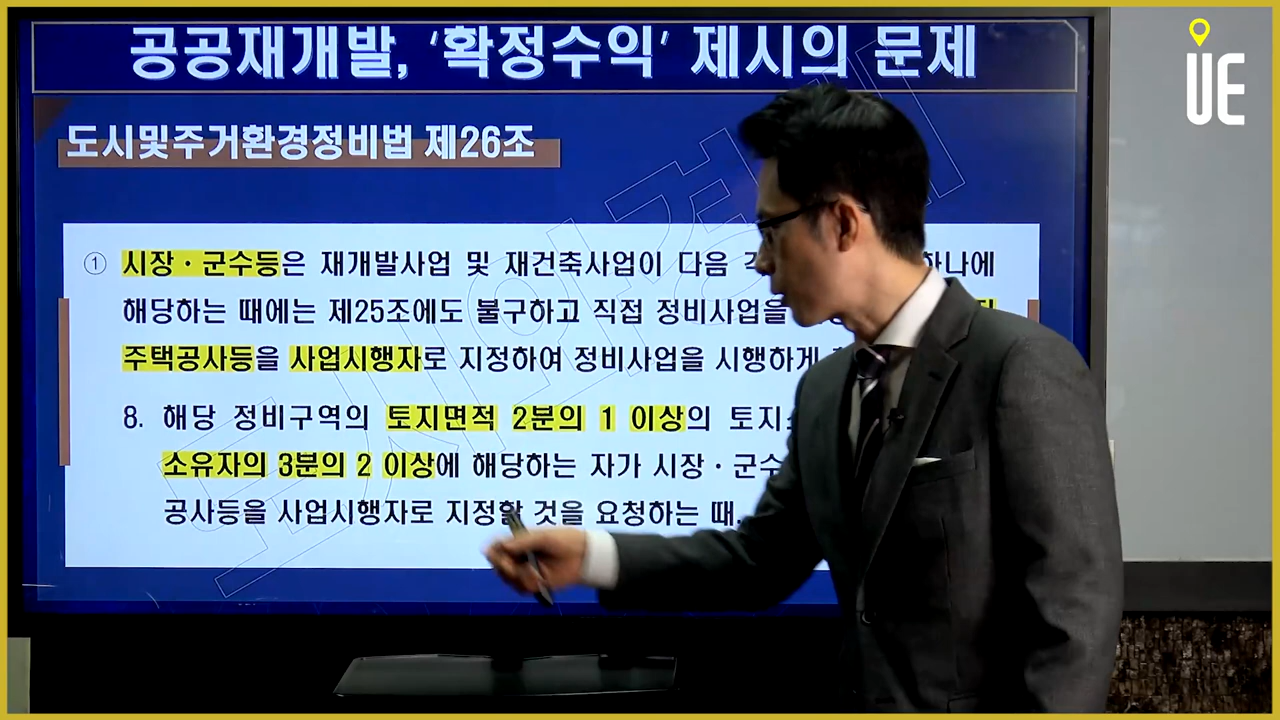 공공재개발, '확정수익' 제시의 문제
UE
도시및주거환경정비법 제26조
① 시장·군수등은 재개발사업 및 재건축사업이 다음 하나에
해당하는 때에는 제25조에도 불구하고 직접 정비사업을
주택공사등을 사업시행자로 지정하여 정비사업을 시행하게
8. 해당 정비구역의 토지면적 2분의 1 이상의
소유자의 3분의 2 이상에 해당하는 자가 시장·군수
공사등을 사업시행자로 지정할 것을 요청하는 때.
도시와경제